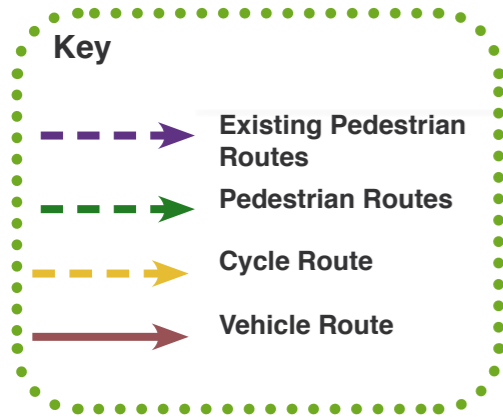 Key
Existing Pedestrian
Routes
Pedestrian Routes
Cycle Route
Vehicle Route